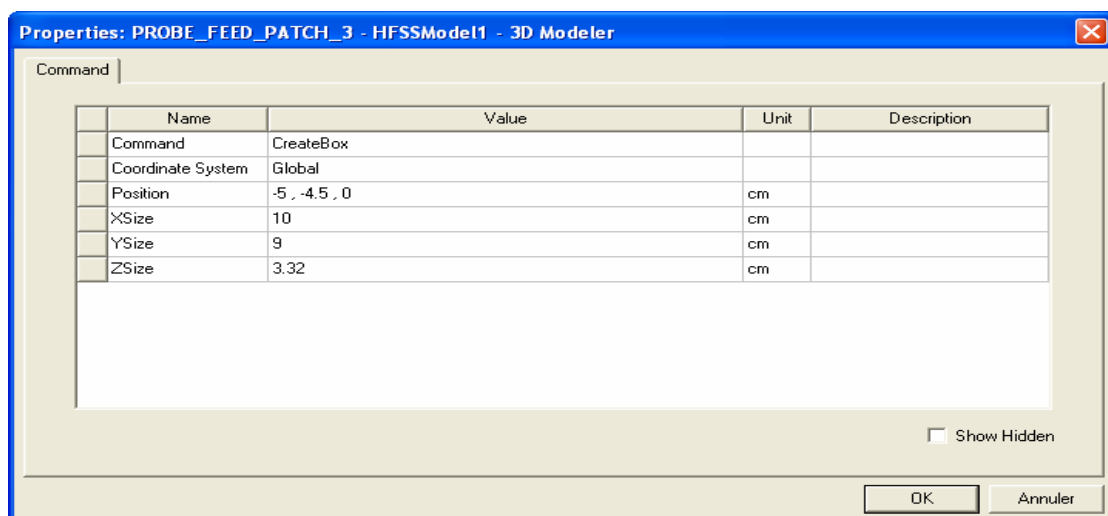 Properties: PROBE_FEED_PATCH_3 - HFSSModel1 - 3D Modeler
Command
Name Value Unit Description
Command CreateBox
Coordinate System Global
Position -5 , -4.5 , 0 cm
XSize 10 cm
YSize 9 cm
ZSize 3.32 cm
Show Hidden
OK Annuler